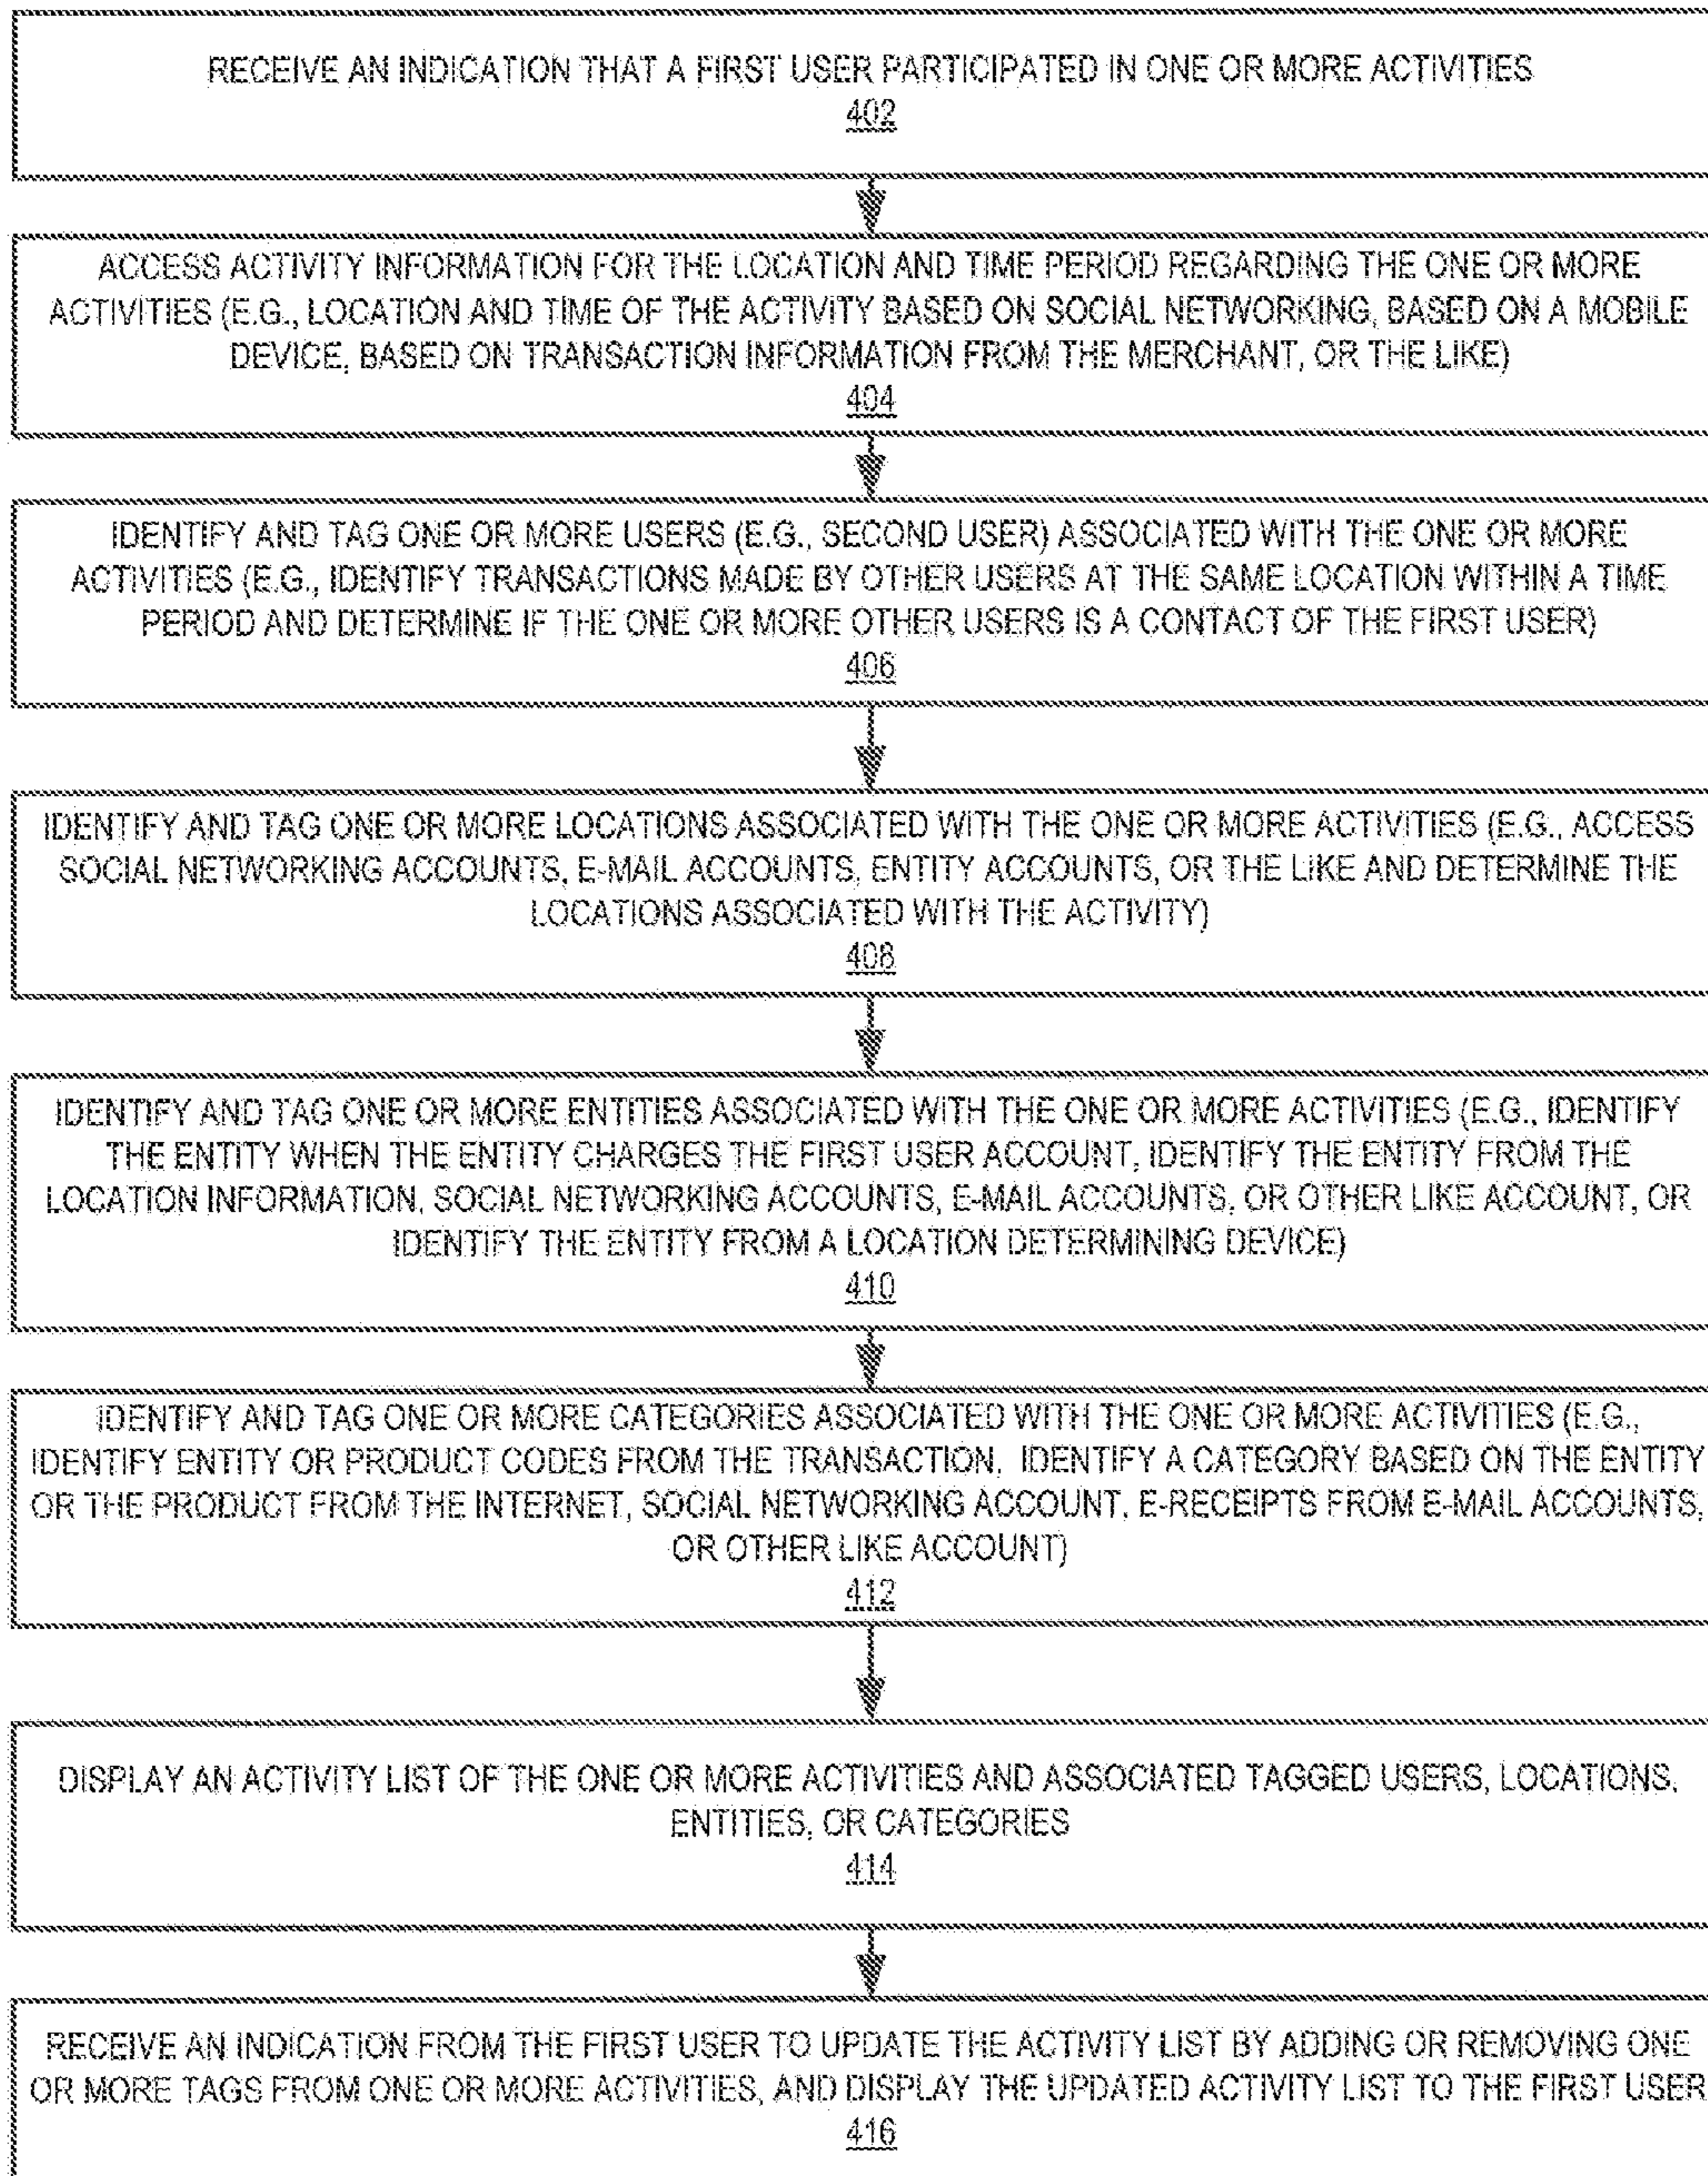 RECEIVE AN INDICATION THAT A FIRST USER PARTICIPATED IN ONE OR MORE ACTIVITIES
402
ACCESS ACTIVITY INFORMATION FOR THE LOCATION AND TIME PERIOD REGARDING THE ONE OR MORE
ACTIVITIES (E.G., LOCATION AND TIME OF THE ACTIVITY BASED ON SOCIAL NETWORKING, BASED ON A MOBILE
DEVICE, BASED ON TRANSACTION INFORMATION FROM THE MERCHANT, OR THE LIKE)
404
IDENTIFY AND TAG ONE OR MORE USERS (E.G., SECOND USER) ASSOCIATED WITH THE ONE OR MORE
ACTIVITIES (E.G., IDENTIFY TRANSACTIONS MADE BY OTHER USERS AT THE SAME LOCATION WITHIN A TIME
PERIOD AND DETERMINE IF THE ONE OR MORE OTHER USERS IS A CONTACT OF THE FIRST USER)
406
IDENTIFY AND TAG ONE OR MORE LOCATIONS ASSOCIATED WITH THE ONE OR MORE ACTIVITIES (E.G., ACCESS
SOCIAL NETWORKING ACCOUNTS, E-MAIL ACCOUNTS, ENTITY ACCOUNTS, OR THE LIKE AND DETERMINE THE
LOCATIONS ASSOCIATED WITH THE ACTIVITY)
408
IDENTIFY AND TAG ONE OR MORE ENTITIES ASSOCIATED WITH THE ONE OR MORE ACTIVITIES (E.G., IDENTIFY
THE ENTITY WHEN THE ENTITY CHARGES THE FIRST USER ACCOUNT, IDENTIFY THE ENTITY FROM THE
LOCATION INFORMATION, SOCIAL NETWORKING ACCOUNTS, E-MAIL ACCOUNTS, OR OTHER LIKE ACCOUNT, OR
IDENTIFY THE ENTITY FROM A LOCATION DETERMINING DEVICE)
410
IDENTIFY AND TAG ONE OR MORE CATEGORIES ASSOCIATED WITH THE ONE OR MORE ACTIVITIES (E.G.,
IDENTIFY ENTITY OR PRODUCT CODES FROM THE TRANSACTION, IDENTIFY A CATEGORY BASED ON THE ENTITY
OR THE PRODUCT FROM THE INTERNET, SOCIAL NETWORKING ACCOUNT, E-RECEIPTS FROM E-MAIL ACCOUNTS,
OR OTHER LIKE ACCOUNT)
412
DISPLAY AN ACTIVITY LIST OF THE ONE OR MORE ACTIVITIES AND ASSOCIATED TAGGED USERS, LOCATIONS,
ENTITIES, OR CATEGORIES
414
RECEIVE AN INDICATION FROM THE FIRST USER TO UPDATE THE ACTIVITY LIST BY ADDING OR REMOVING ONE
OR MORE TAGS FROM ONE OR MORE ACTIVITIES, AND DISPLAY THE UPDATED ACTIVITY LIST TO THE FIRST USER
416